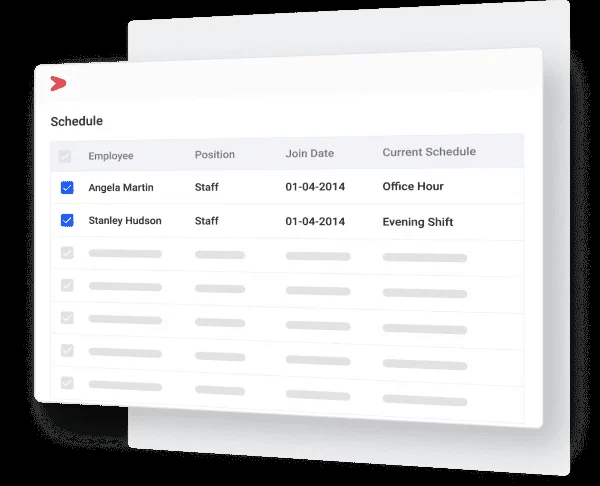 Schedule
Employee Position Join Date Current Schedule
Angela Martin Staff 01-04-2014 Office Hour
Stanley Hudson Staff 01-04-2014 Evening Shift